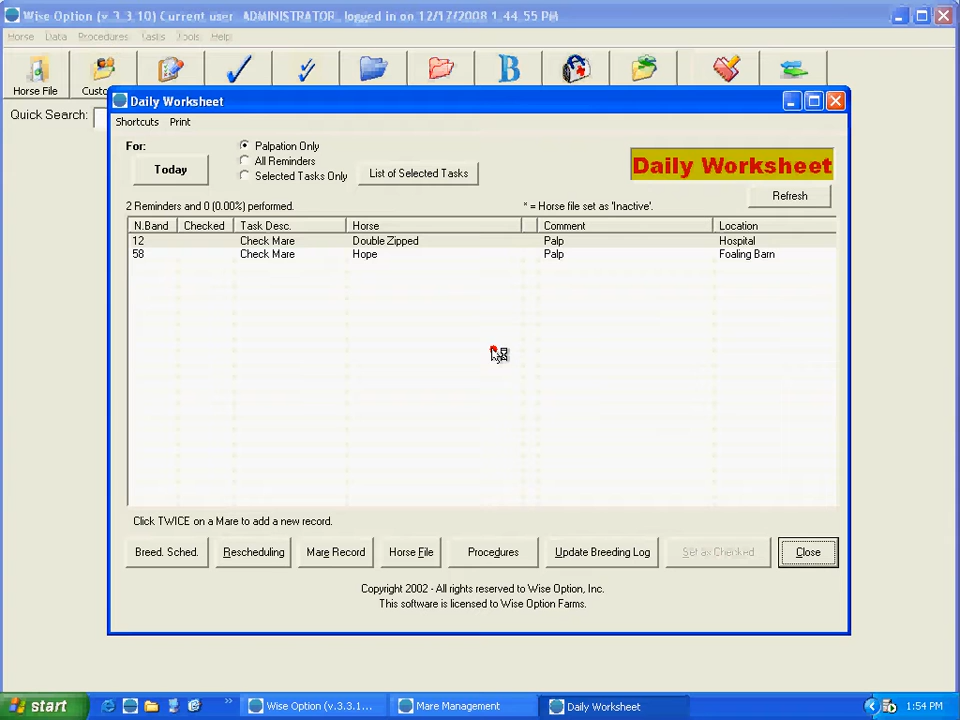 Wise Option (v.3.3.10) Current user ADMINISTRATOR logged in on 12/17/2008 1.44.55 PM
Horse Data Procedures Tasks Tools Help
Horse File
Quick Search:
Daily Worksheet
Shortcuts Print
For:
Today
Palpation Only
All Reminders
Selected Tasks Only
List of Selected Tasks
Daily Worksheet
Refresh
2 Reminders and 0 (0.00%) performed.
* = Horse file set as 'Inactive'.
N.Band Checked Task Desc. Horse Comment Location
12 Check Mare Double Zipped Palp Hospital
58 Check Mare Hope Palp Foaling Barn
Click TWICE on a Mare to add a new record.
Breed. Sched. Rescheduling Mare Record Horse File Procedures Update Breeding Log Set as Checked Close
Copyright 2002 - All rights reserved to Wise Option, Inc.
This software is licensed to Wise Option Farms.
start Wise Option (v.3.3.1... Mare Management Daily Worksheet 1:54 PM